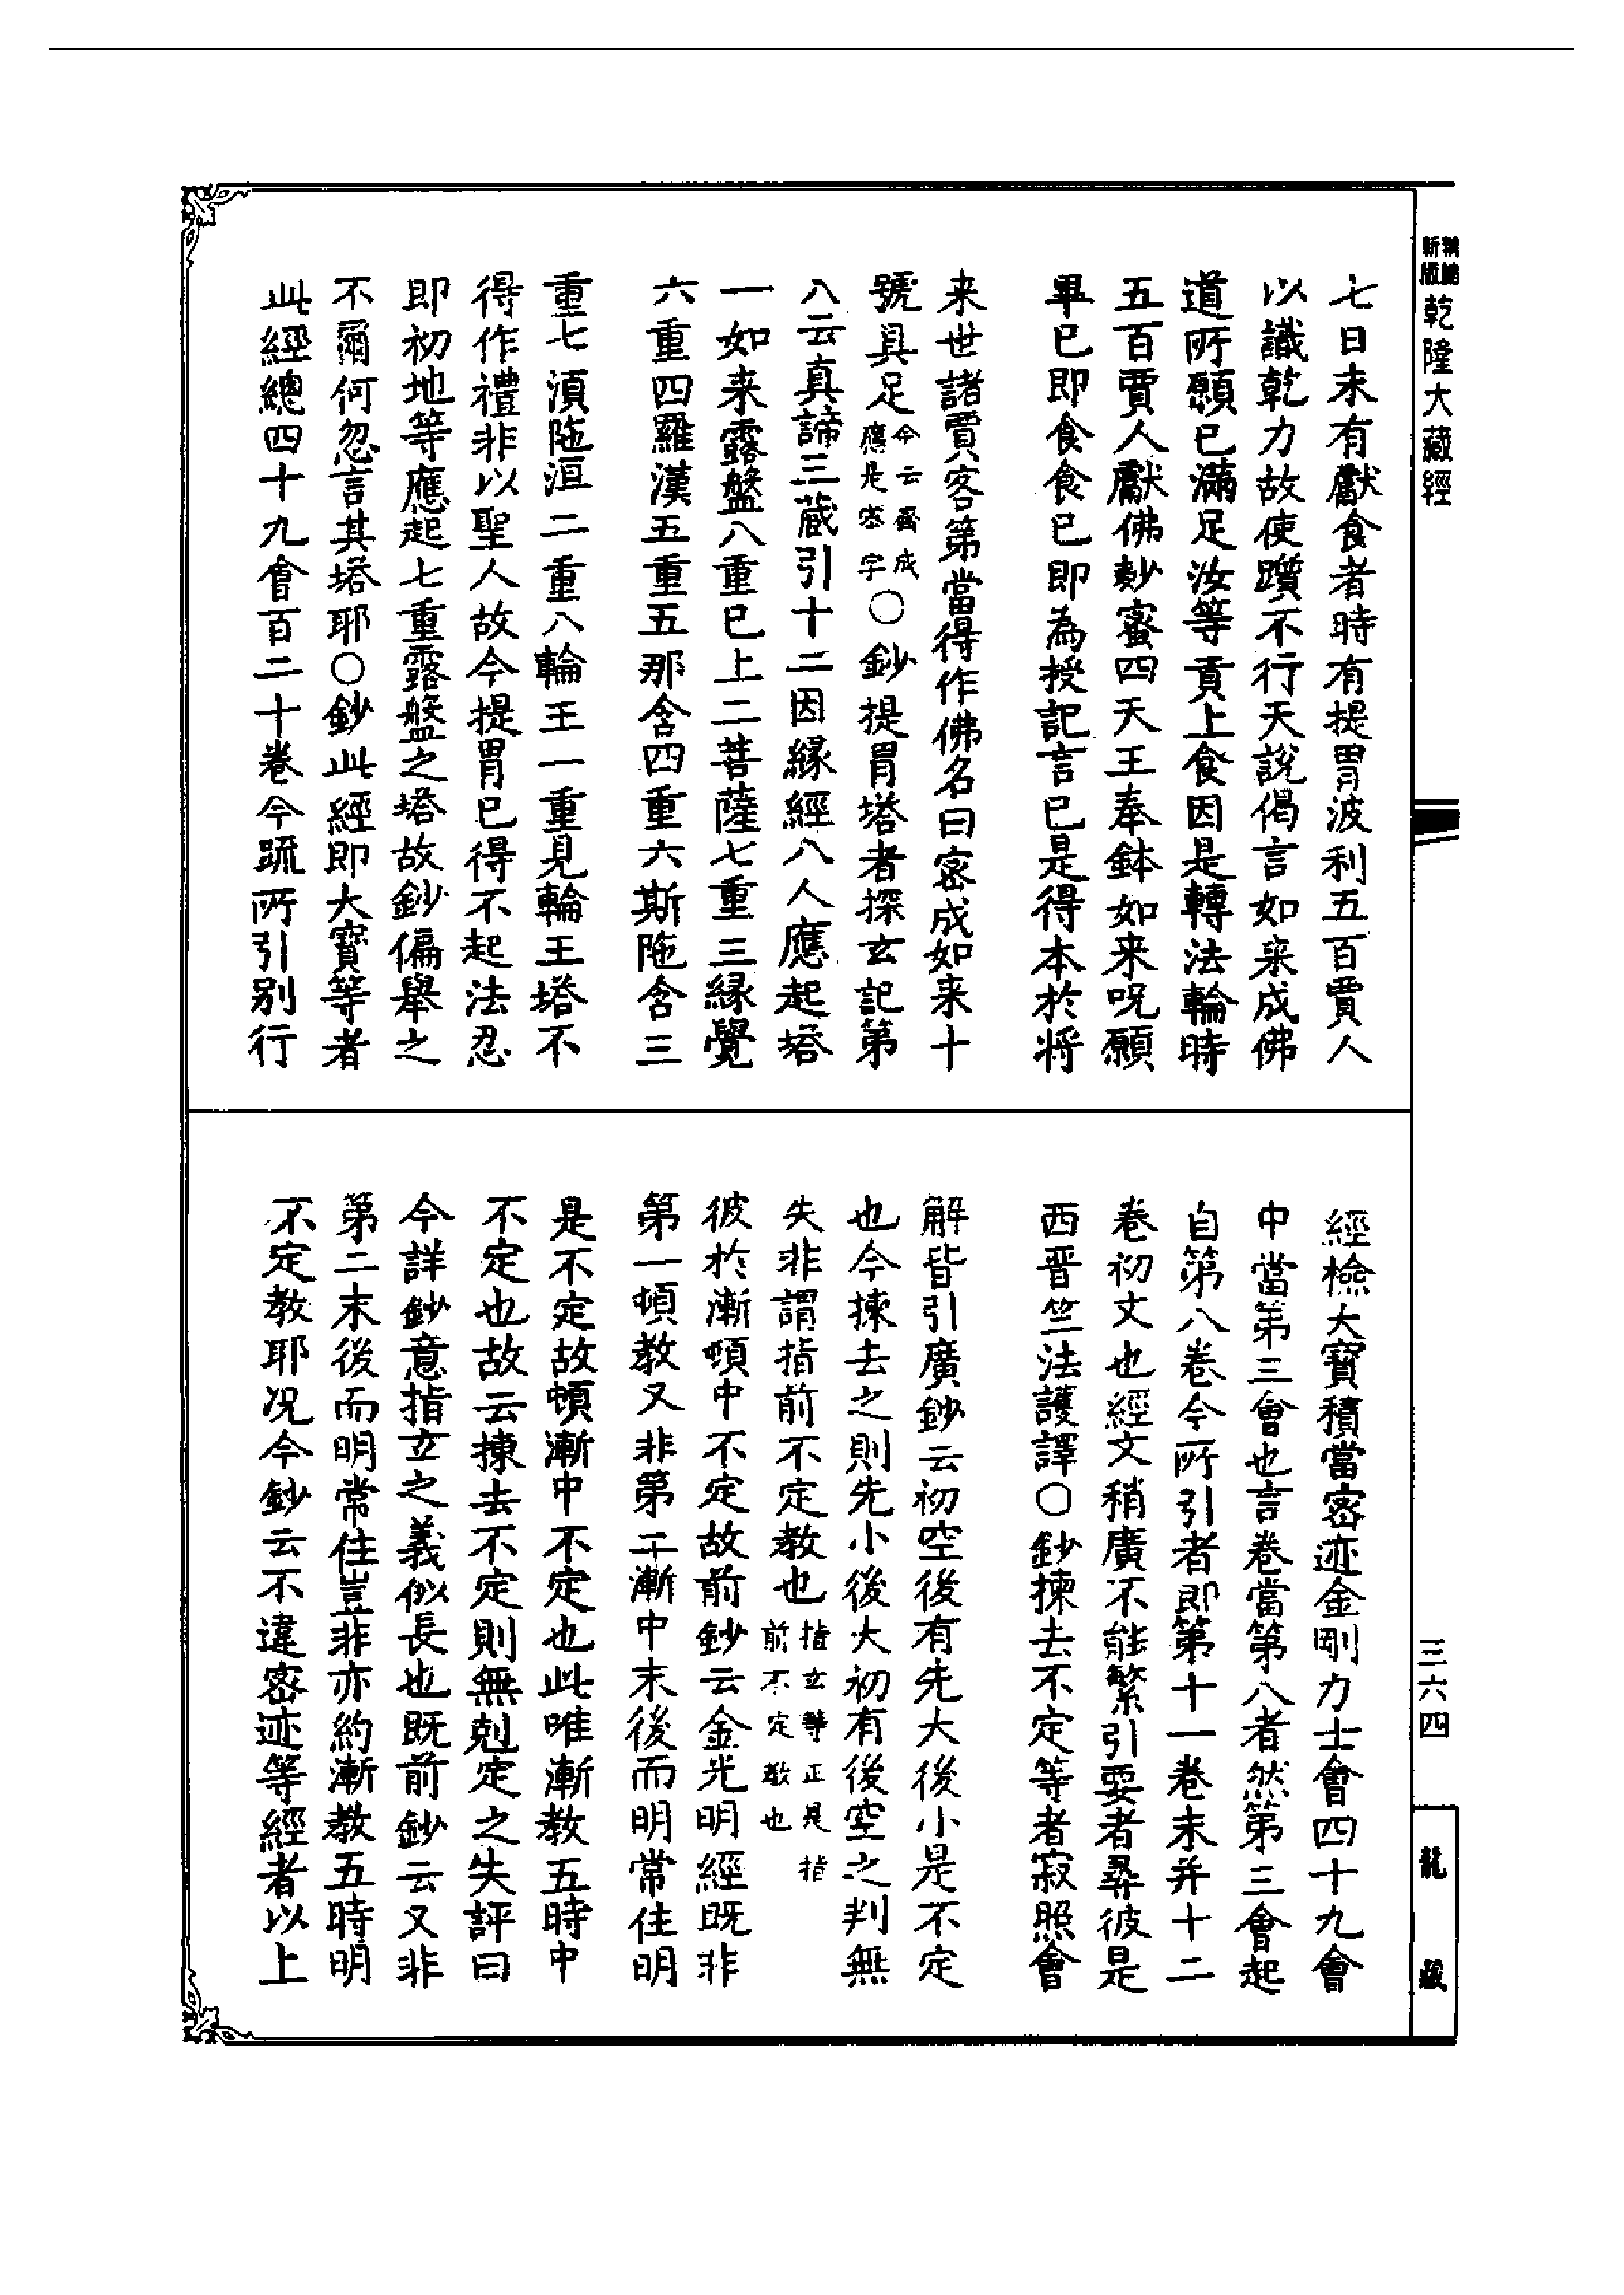 乾隆大藏經
七日未有獻食者時有提胃波利五百賈人
以識乾力故使躓不行天說偈言如来成佛
道所願已滿足汝等貢上食因是轉法輪時
五百賈人獻佛麨蜜四天王奉鉢如来呪願
畢已即食食已即為授記言已是得本於将
来世諸賈客第當得作佛名曰密成如来十
號具足今云齊成應是密字○鈔提胃塔者探玄記第
八云真諦三蔵引十二因縁經八人應起塔
一如来露盤八重已上二菩薩七重三縁覺
六重四羅漢五重五那含四重六斯陁含三
重七湏陁洹二重八輪王一重見輪王塔不
得作禮非以聖人故今提胃已得不起法忍
即初地等應起七重露盤之塔故鈔偏舉之
不爾何忽言其塔耶○鈔此經即大寳等者
此經總四十九會百二十卷今疏所引别行
經檢大寳積當密迹金剛力士會四十九會
中當第三會也言卷當第八者然第三會起
自第八卷今所引者即第十一卷末并十二
卷初文也經文稍廣不能繁引要者尋彼是
西晋竺法護譯○鈔揀去不定等者寂照會
解皆引廣鈔云初空後有先大後小是不定
也今揀去之則先小後大初有後空之判無
失非謂指前不定教也指玄等正是指前不定教也
彼於漸頓中不定故前鈔云金光明經既非
第一頓教又非第二漸中末後而明常住明
是不定故頓漸中不定也此唯漸教五時中
不定也故云揀去不定則無剋定之失評曰
今詳鈔意指立之義似長也既前鈔云又非
第二末後而明常住豈非亦約漸教五時明
不定教耶况今鈔云不違密迹等經者以上
三六四
龍藏